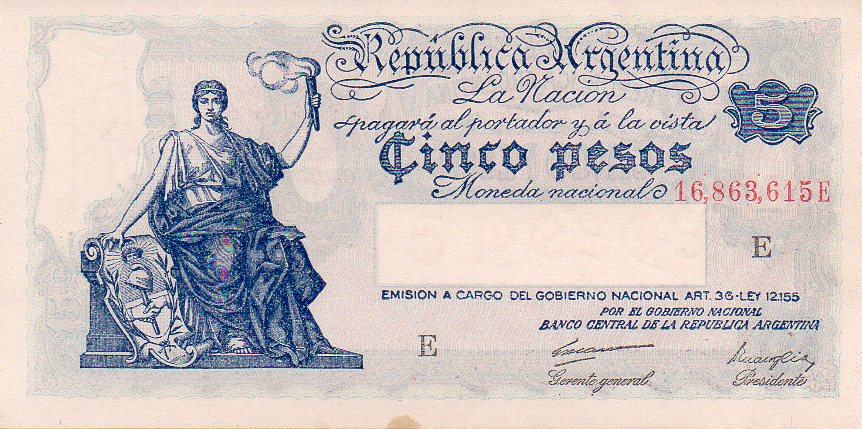 República Argentina
La Nación
pagará al portador y á la vista
5
Cinco pesos
Moneda nacional
16,863,615E
E
EMISION A CARGO DEL GOBIERNO NACIONAL ART. 36-LEY 12.155
POR EL GOBIERNO NACIONAL
BANCO CENTRAL DE LA REPUBLICA ARGENTINA
E
Gerente general
Presidente